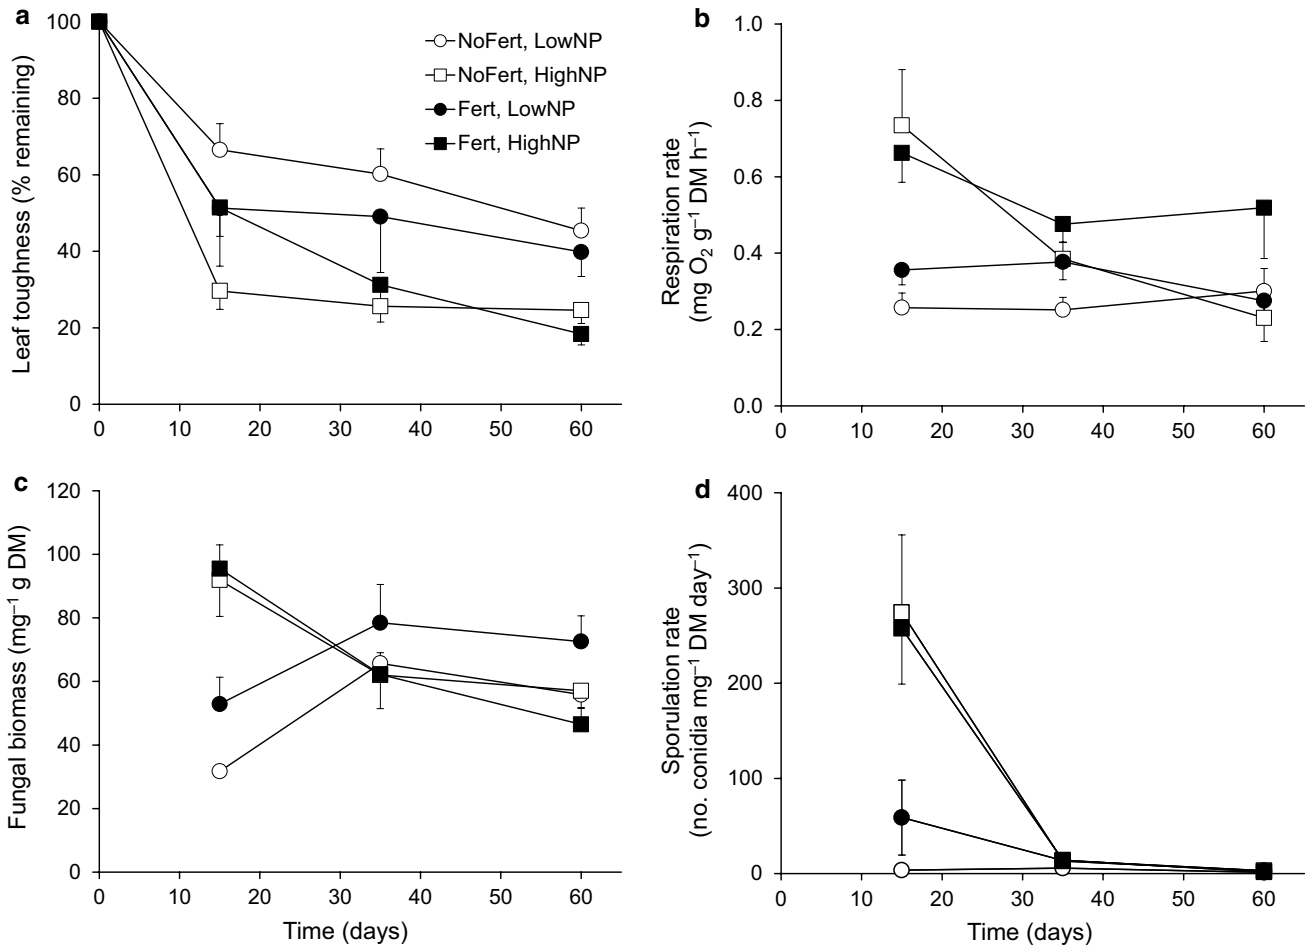 a
100
80
60
40
20
0
Leaf toughness (% remaining)
NoFert, LowNP
NoFert, HighNP
Fert, LowNP
Fert, HighNP
0 10 20 30 40 50 60
b
1.0
0.8
0.6
0.4
0.2
0.0
Respiration rate
(mg O₂ g⁻¹ DM h⁻¹)
0 10 20 30 40 50 60
c
120
100
80
60
40
20
0
Fungal biomass (mg⁻¹ g DM)
0 10 20 30 40 50 60
Time (days)
d
400
300
200
100
0
Sporulation rate
(no. conidia mg⁻¹ DM day⁻¹)
0 10 20 30 40 50 60
Time (days)